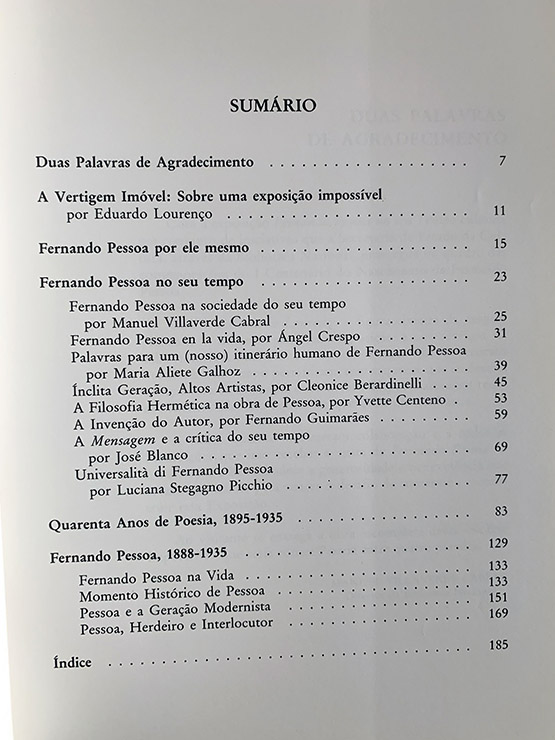 SUMÁRIO
Duas Palavras de Agradecimento . . . . . . . . . . . . . . . . . . . 7
A Vertigem Imóvel: Sobre uma exposição impossível
por Eduardo Lourenço . . . . . . . . . . . . . . . . . . . . . . 11
Fernando Pessoa por ele mesmo . . . . . . . . . . . . . . . . . . . 15
Fernando Pessoa no seu tempo . . . . . . . . . . . . . . . . . . . 23
Fernando Pessoa na sociedade do seu tempo
por Manuel Villaverde Cabral . . . . . . . . . . . . . . . . . 25
Fernando Pessoa en la vida, por Ángel Crespo . . . . . . . . . 31
Palavras para um (nosso) itinerário humano de Fernando Pessoa
por Maria Aliete Galhoz . . . . . . . . . . . . . . . . . . . . 39
Ínclita Geração, Altos Artistas, por Cleonice Berardinelli . . . . 45
A Filosofia Hermética na obra de Pessoa, por Yvette Centeno . 53
A Invenção do Autor, por Fernando Guimarães . . . . . . . . 59
A Mensagem e a crítica do seu tempo
por José Blanco . . . . . . . . . . . . . . . . . . . . . . . . 69
Universalità di Fernando Pessoa
por Luciana Stegagno Picchio . . . . . . . . . . . . . . . . . 77
Quarenta Anos de Poesia, 1895-1935 . . . . . . . . . . . . . . . . 83
Fernando Pessoa, 1888-1935 . . . . . . . . . . . . . . . . . . . . 129
Fernando Pessoa na Vida . . . . . . . . . . . . . . . . . . . . 133
Momento Histórico de Pessoa . . . . . . . . . . . . . . . . . 133
Pessoa e a Geração Modernista . . . . . . . . . . . . . . . . 151
Pessoa, Herdeiro e Interlocutor . . . . . . . . . . . . . . . . 169
Índice . . . . . . . . . . . . . . . . . . . . . . . . . . . . . . . 185
DUAS PALAVRAS
DE AGRADECIMENTO